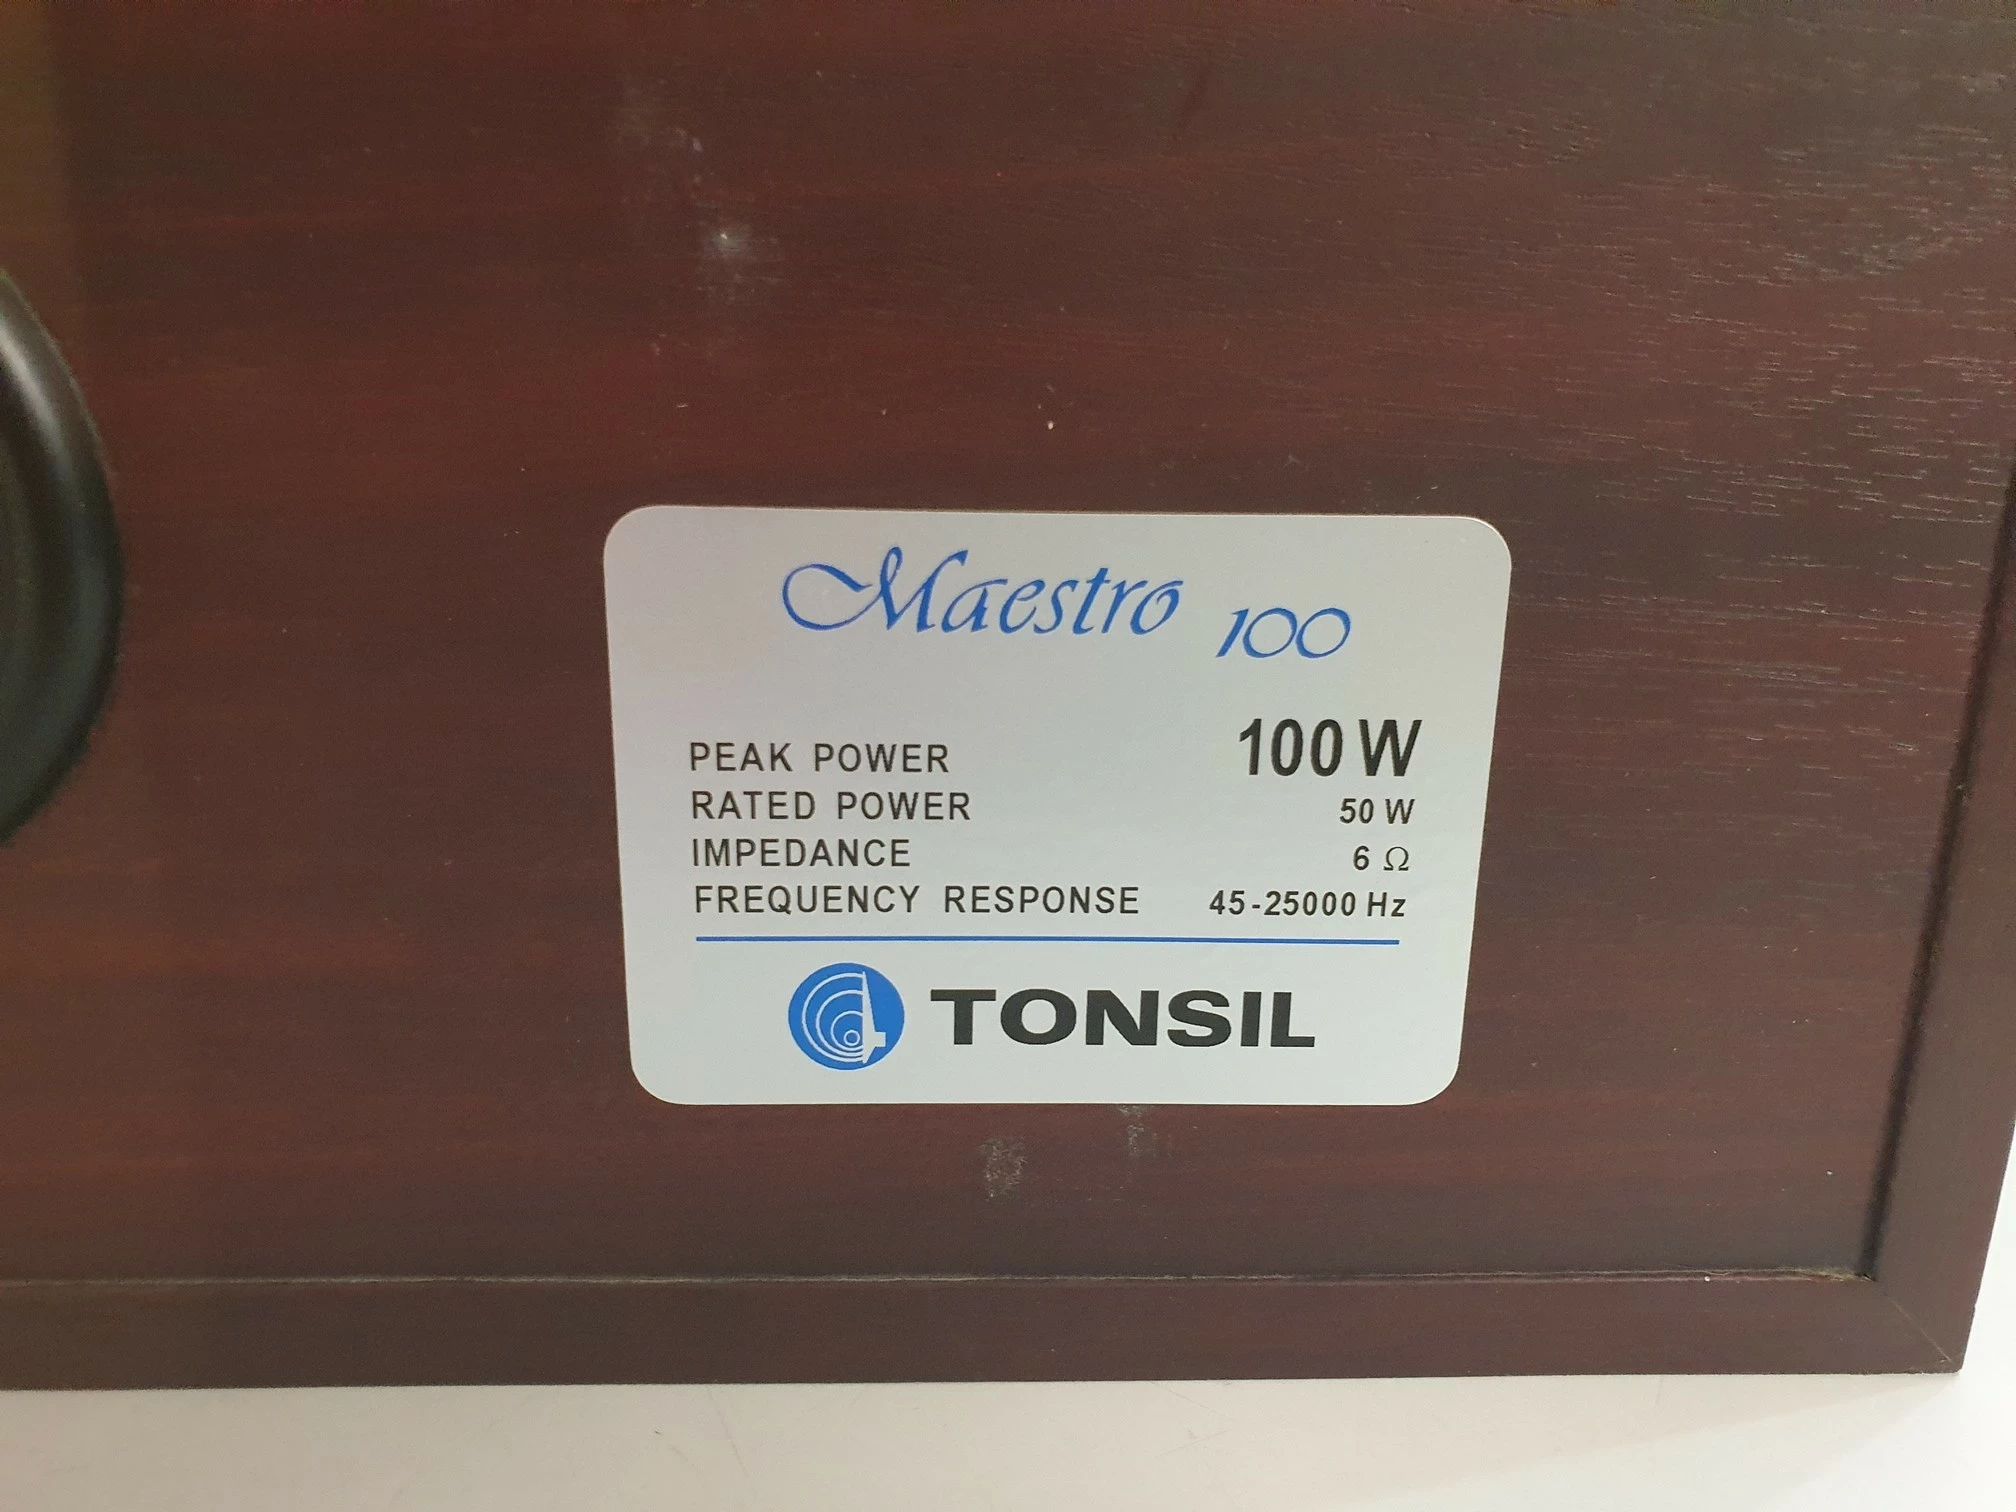 Maestro 100
PEAK POWER 100 W
RATED POWER 50 W
IMPEDANCE 6 Ω
FREQUENCY RESPONSE 45-25000 Hz
TONSIL